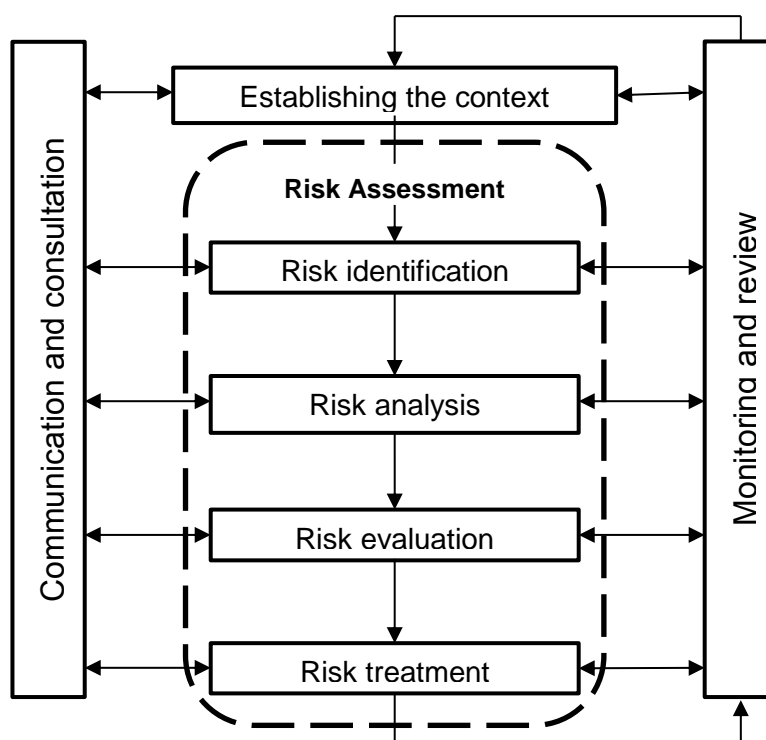 Communication and consultation
Establishing the context
Risk Assessment
Risk identification
Risk analysis
Risk evaluation
Risk treatment
Monitoring and review